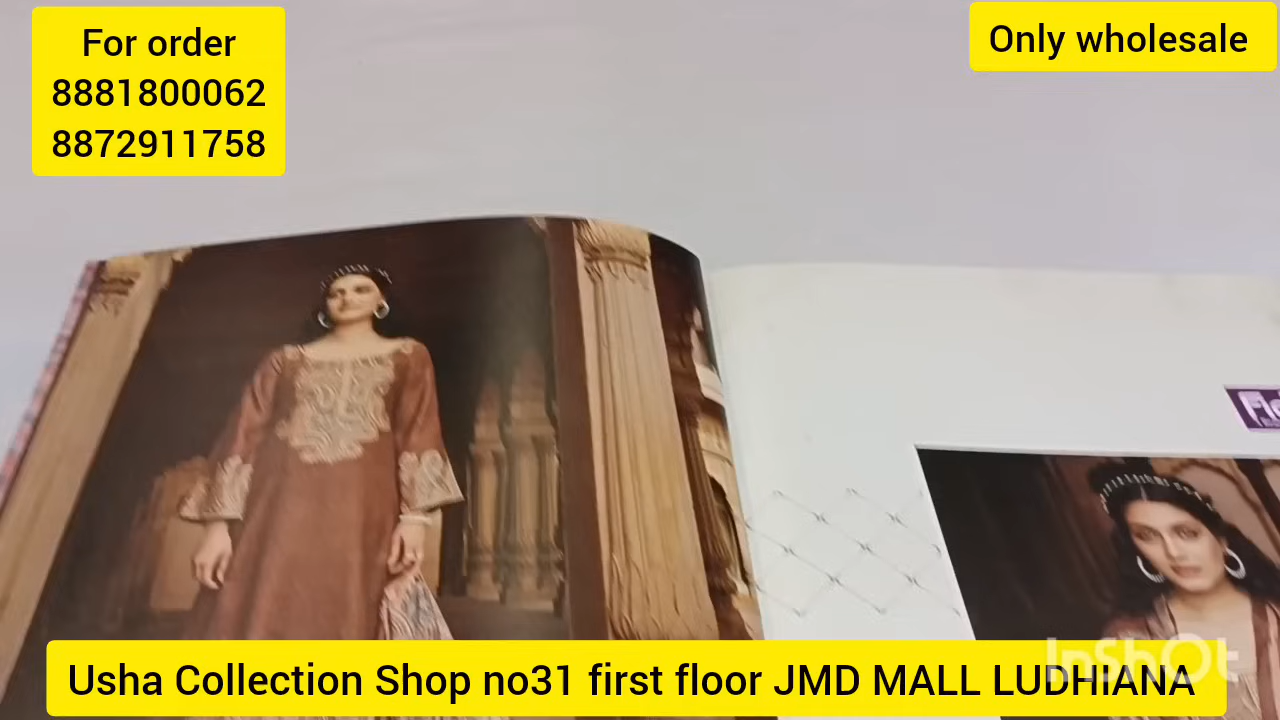 For order
8881800062
8872911758
Only wholesale
Usha Collection Shop no31 first floor JMD MALL LUDHIANA
InShOt